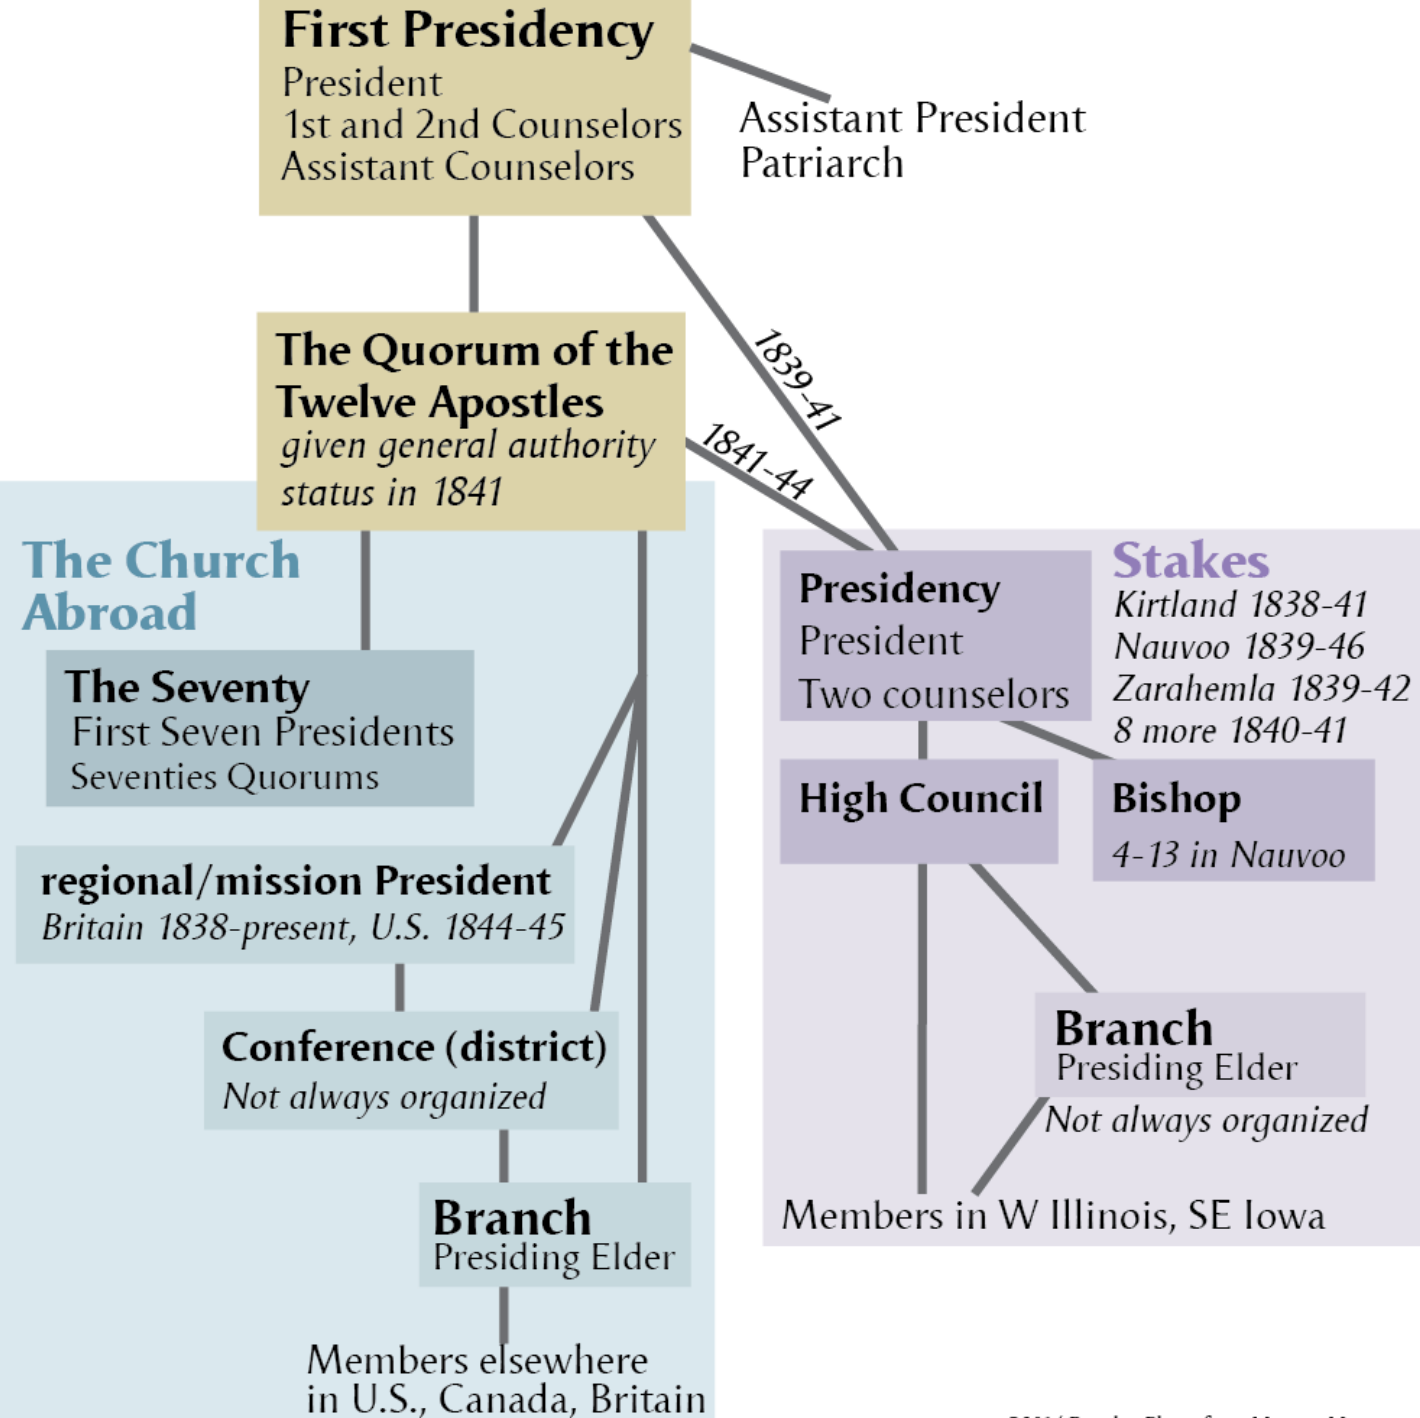 First Presidency
President
1st and 2nd Counselors
Assistant Counselors
Assistant President
Patriarch
1839-41
1841-44
The Quorum of the
Twelve Apostles
given general authority
status in 1841
The Church
Abroad
The Seventy
First Seven Presidents
Seventies Quorums
regional/mission President
Britain 1838-present, U.S. 1844-45
Conference (district)
Not always organized
Branch
Presiding Elder
Members elsewhere
in U.S., Canada, Britain
Stakes
Kirtland 1838-41
Nauvoo 1839-46
Zarahemla 1839-42
8 more 1840-41
Presidency
President
Two counselors
High Council
Bishop
4-13 in Nauvoo
Branch
Presiding Elder
Not always organized
Members in W Illinois, SE Iowa